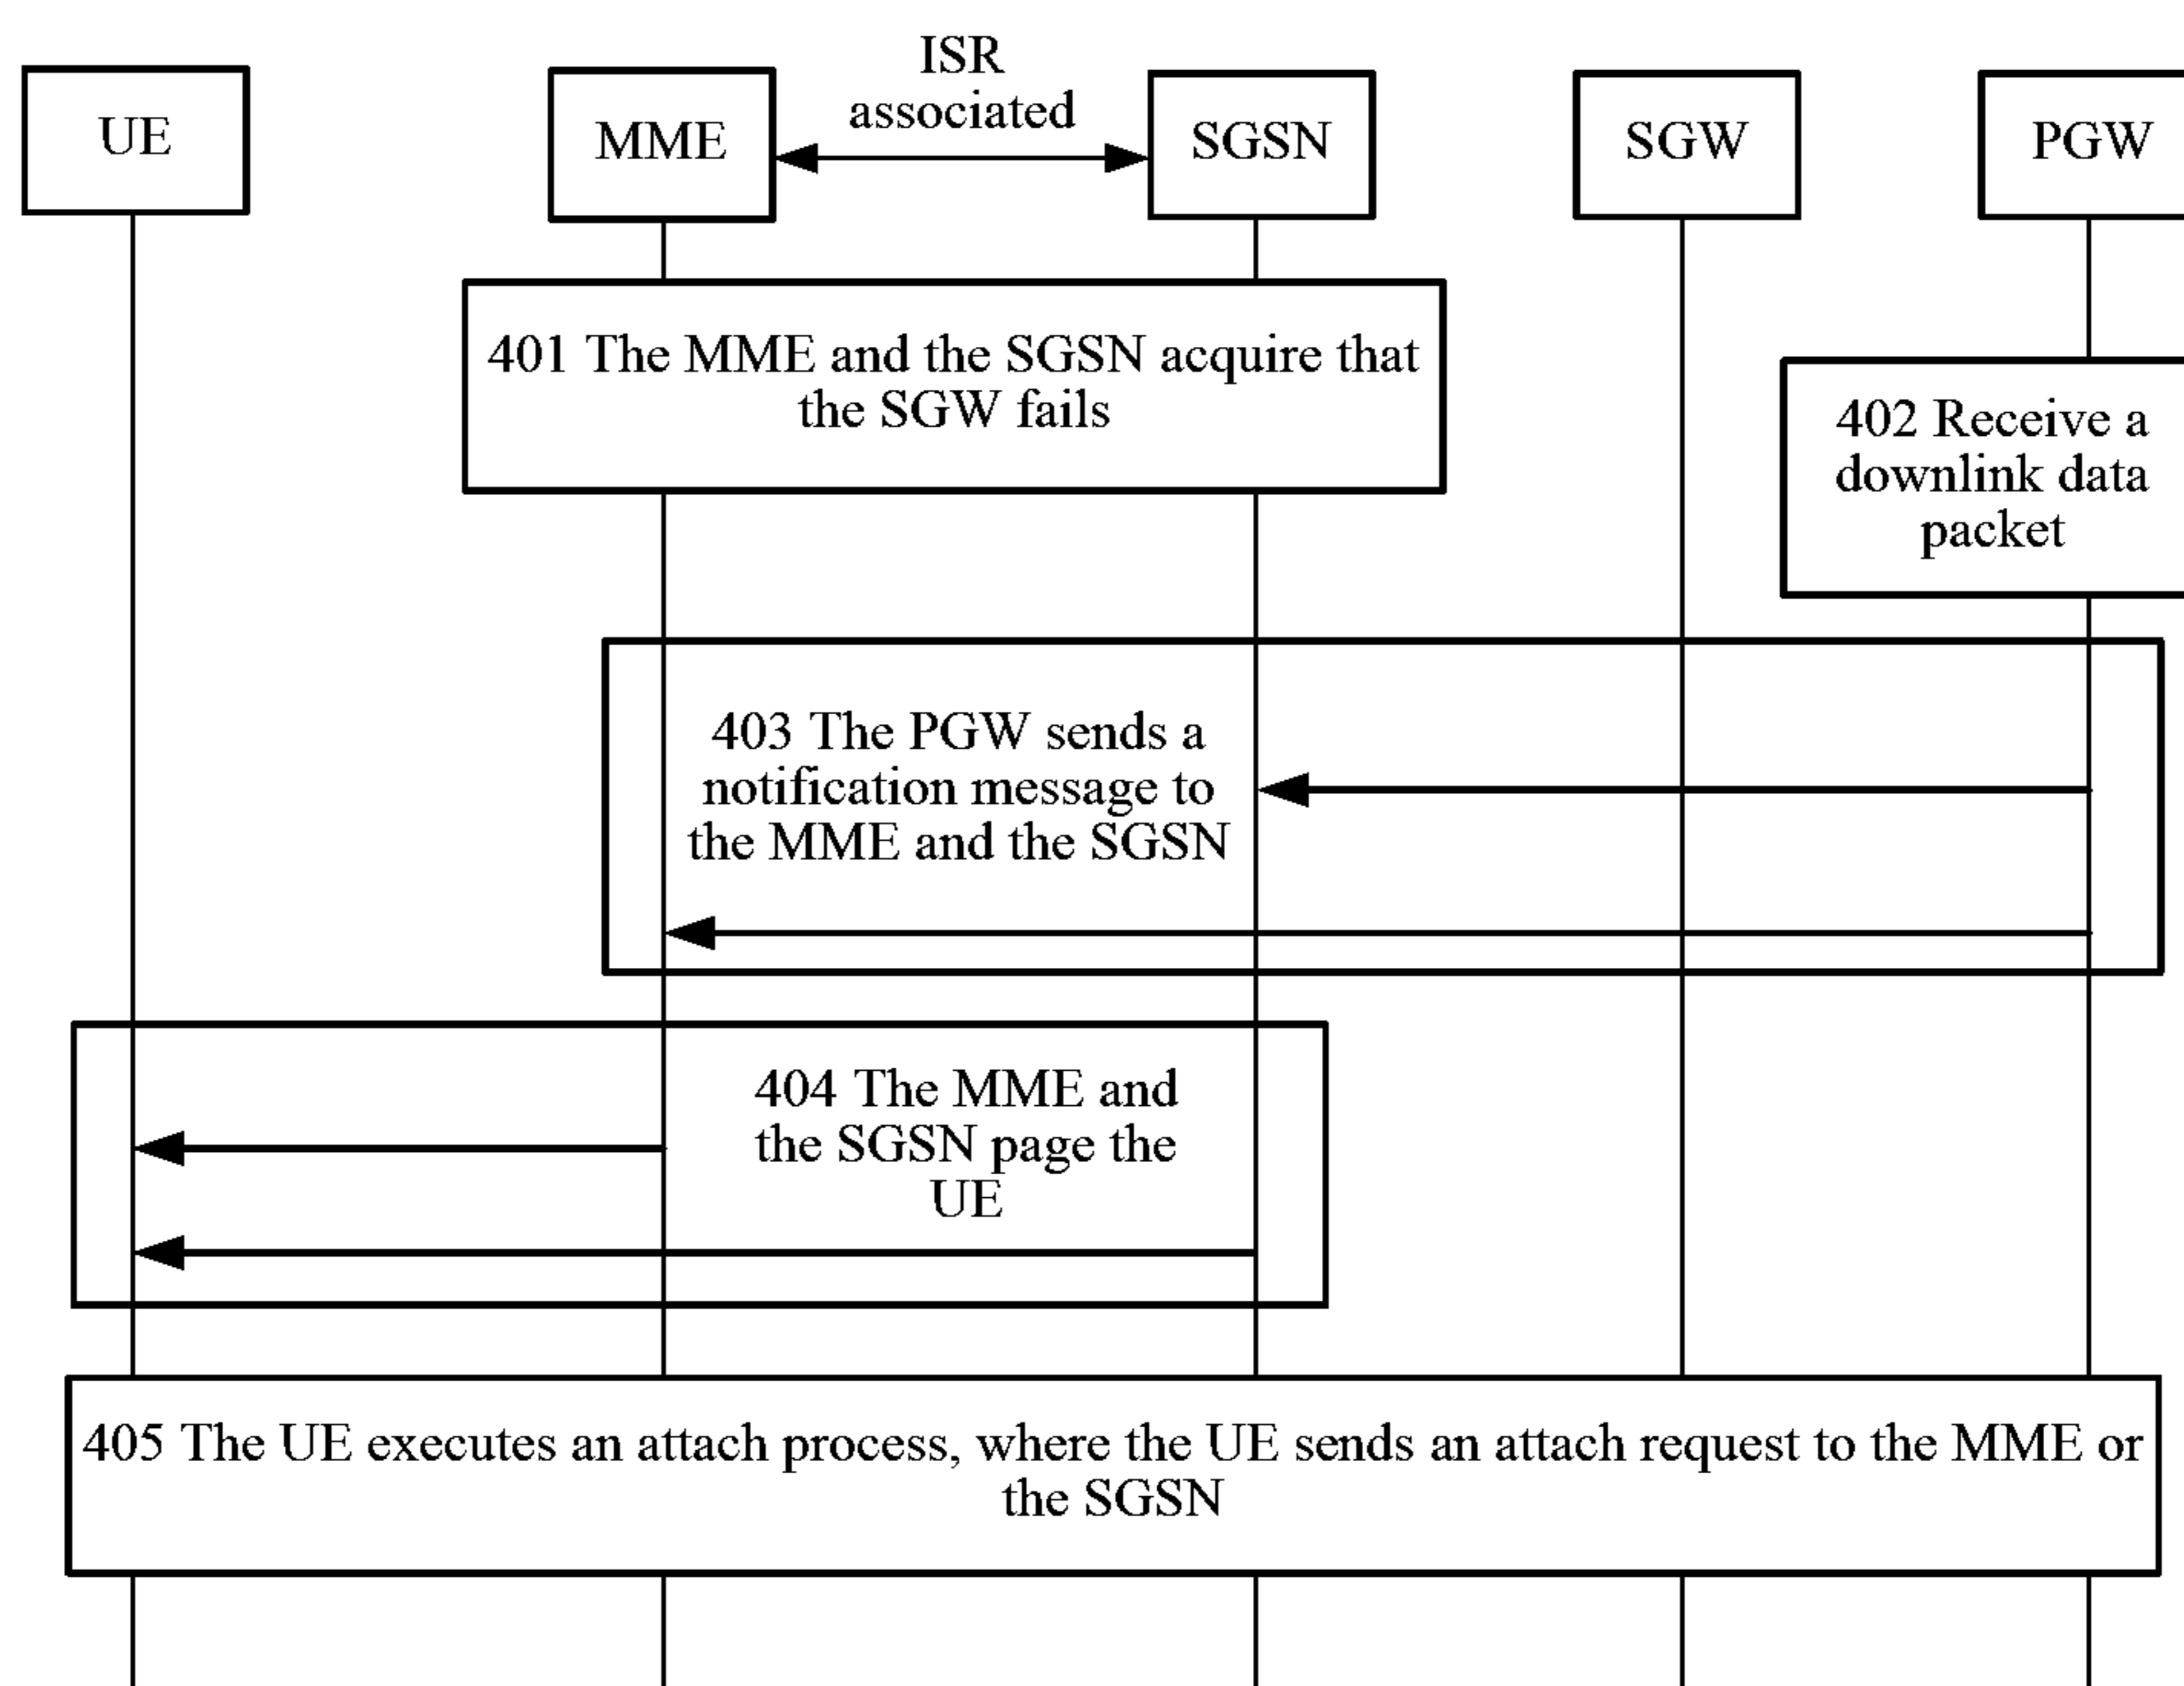 ISR
associated
UE
MME
SGSN
SGW
PGW
401 The MME and the SGSN acquire that
the SGW fails
402 Receive a
downlink data
packet
403 The PGW sends a
notification message to
the MME and the SGSN
404 The MME and
the SGSN page the
UE
405 The UE executes an attach process, where the UE sends an attach request to the MME or
the SGSN